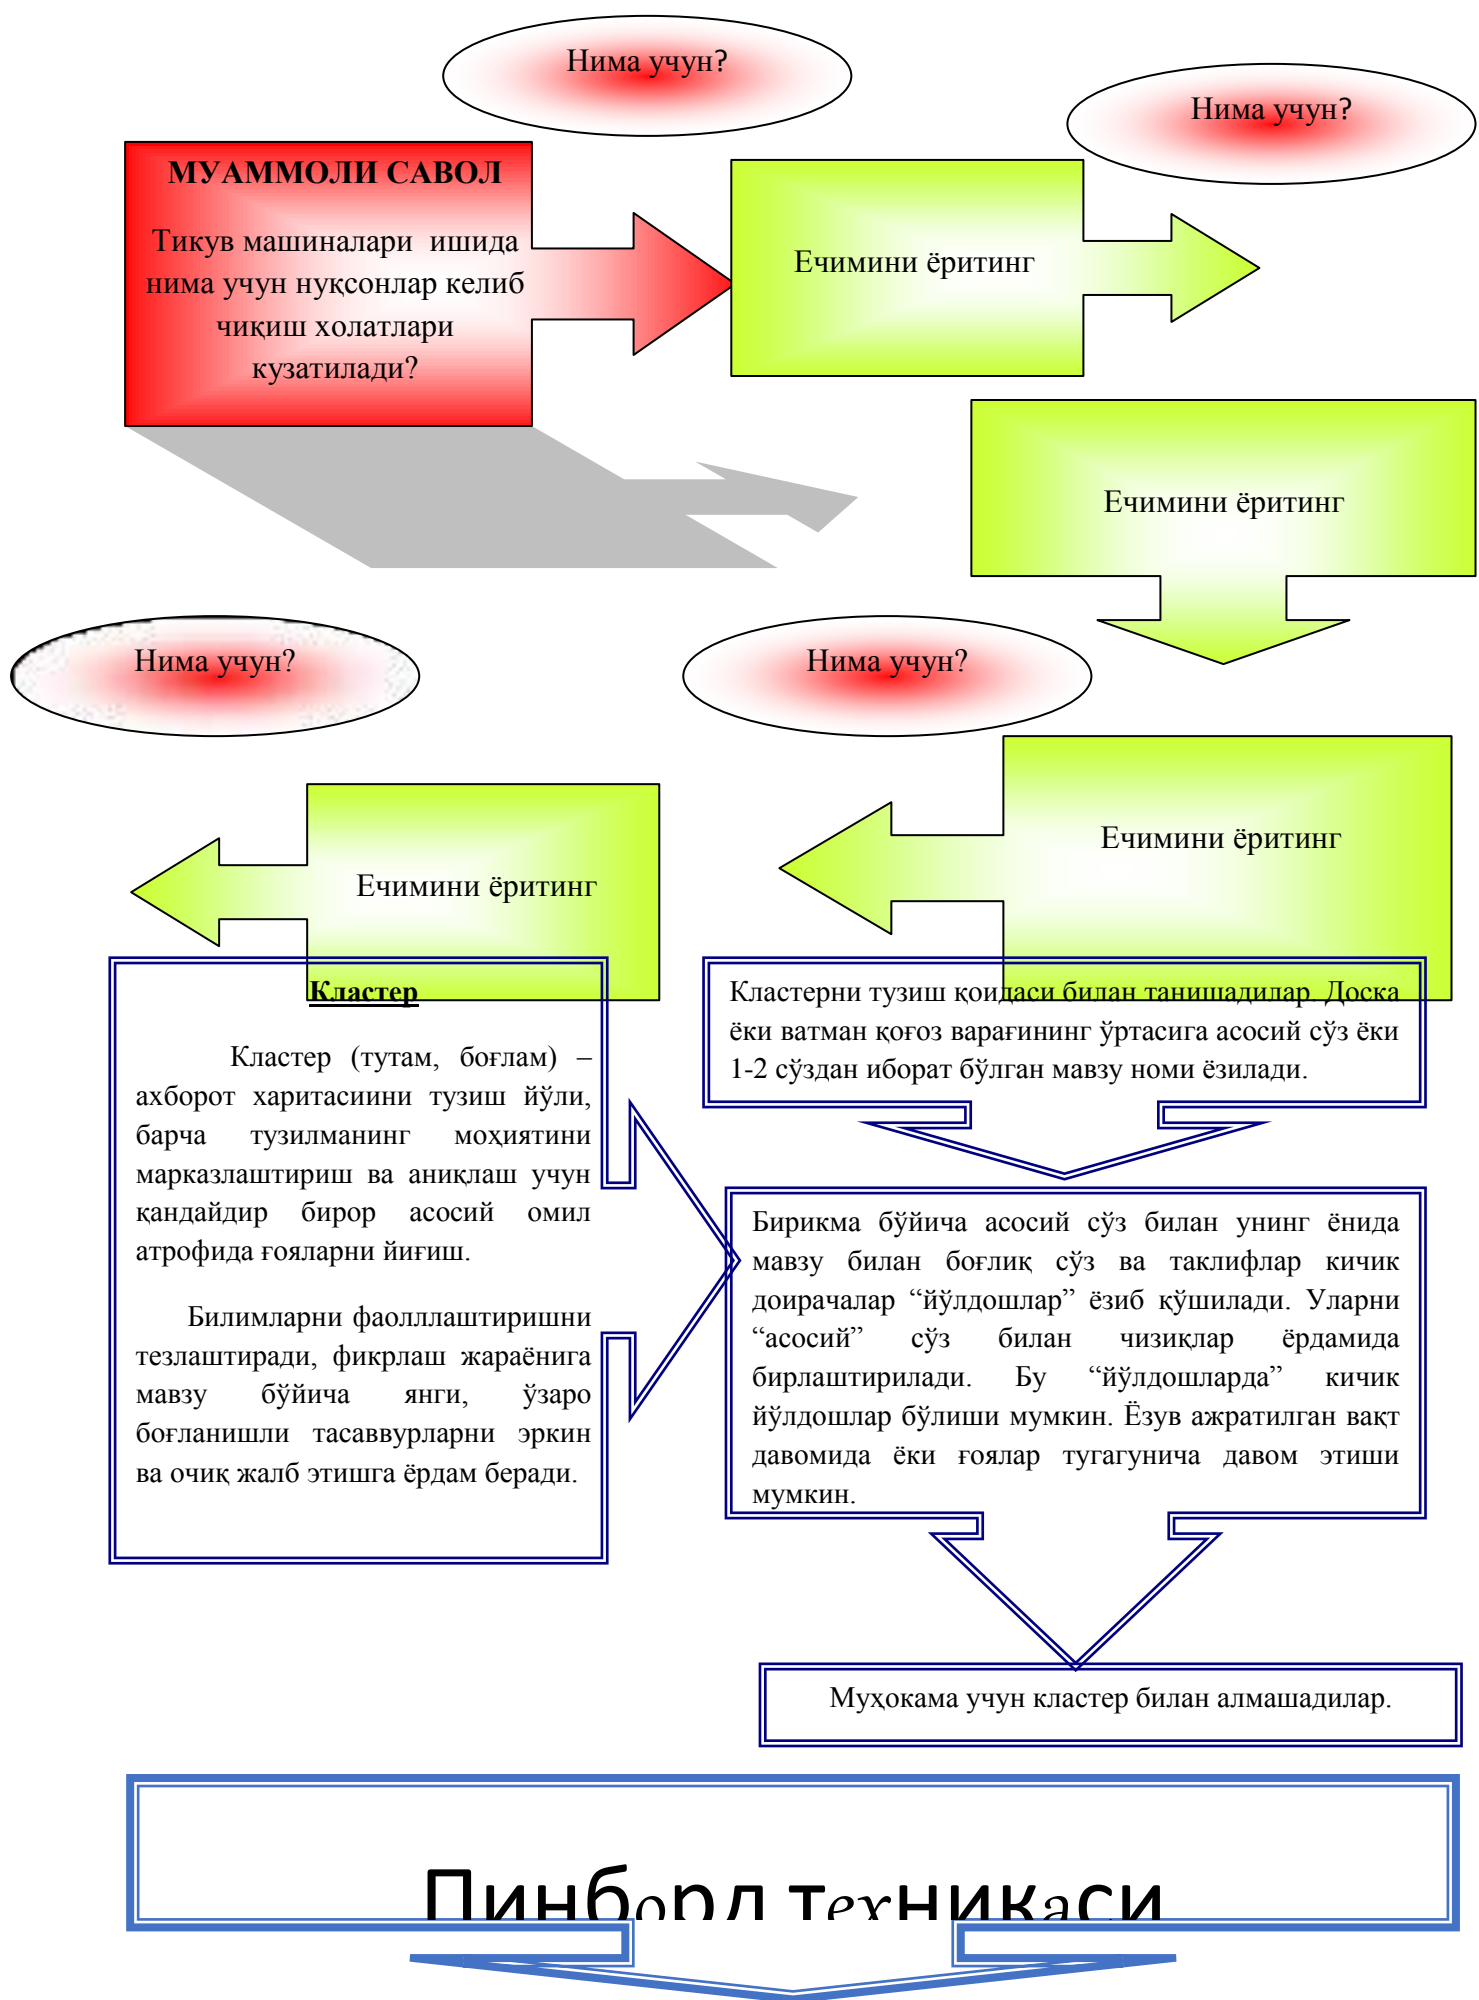 Нима учун?
Нима учун?
МУАММОЛИ САВОЛ
Тикув машиналари ишида
нима учун нуқсонлар келиб
чиқиш холатлари
кузатилади?
Ечимини ёритинг
Ечимини ёритинг
Нима учун?
Нима учун?
Ечимини ёритинг
Ечимини ёритинг
Кластер
Кластер (тутам, боғлам) –
ахборот харитасиини тузиш йўли,
барча тузилманинг моҳиятини
марказлаштириш ва аниқлаш учун
қандайдир бирор асосий омил
атрофида ғояларни йиғиш.
Билимларни фаолллаштиришни
тезлаштиради, фикрлаш жараёнига
мавзу бўйича янги, ўзаро
боғланишли тасаввурларни эркин
ва очиқ жалб этишга ёрдам беради.
Кластерни тузиш қоидаси билан танишадилар. Доска
ёки ватман қоғоз варағининг ўртасига асосий сўз ёки
1-2 сўздан иборат бўлган мавзу номи ёзилади.
Бирикма бўйича асосий сўз билан унинг ёнида
мавзу билан боғлиқ сўз ва таклифлар кичик
доирачалар “йўлдошлар” ёзиб қўшилади. Уларни
“асосий” сўз билан чизиқлар ёрдамида
бирлаштирилади. Бу “йўлдошларда” кичик
йўлдошлар бўлиши мумкин. Ёзув ажратилган вақт
давомида ёки ғоялар тугагунича давом этиши
мумкин.
Муҳокама учун кластер билан алмашадилар.
Пинборд техникаси